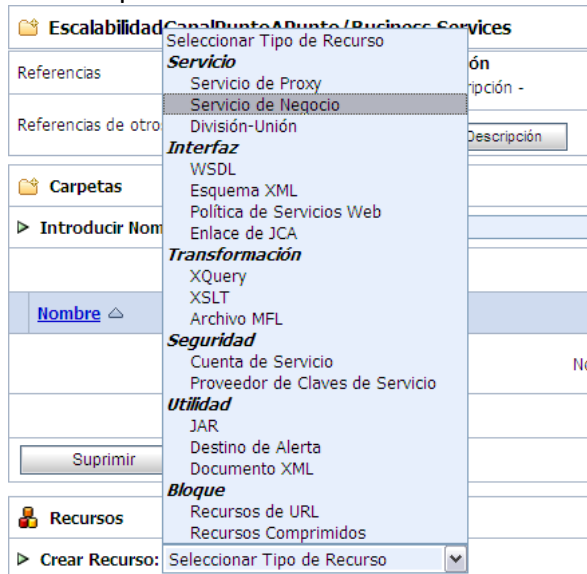 EscalabilidadCanalPuntoAPunto/Business Services
Seleccionar Tipo de Recurso
Servicio
Referencias
ón
Servicio de Proxy
ripción -
Servicio de Negocio
Referencias de otro
División-Unión
Descripción
Interfaz
WSDL
Carpetas
Esquema XML
Política de Servicios Web
Introducir Nom
Enlace de JCA
Transformación
XQuery
XSLT
Nombre
Archivo MFL
Seguridad
Cuenta de Servicio
No
Proveedor de Claves de Servicio
Utilidad
JAR
Suprimir
Destino de Alerta
Documento XML
Bloque
Recursos
Recursos de URL
Recursos Comprimidos
Crear Recurso: Seleccionar Tipo de Recurso